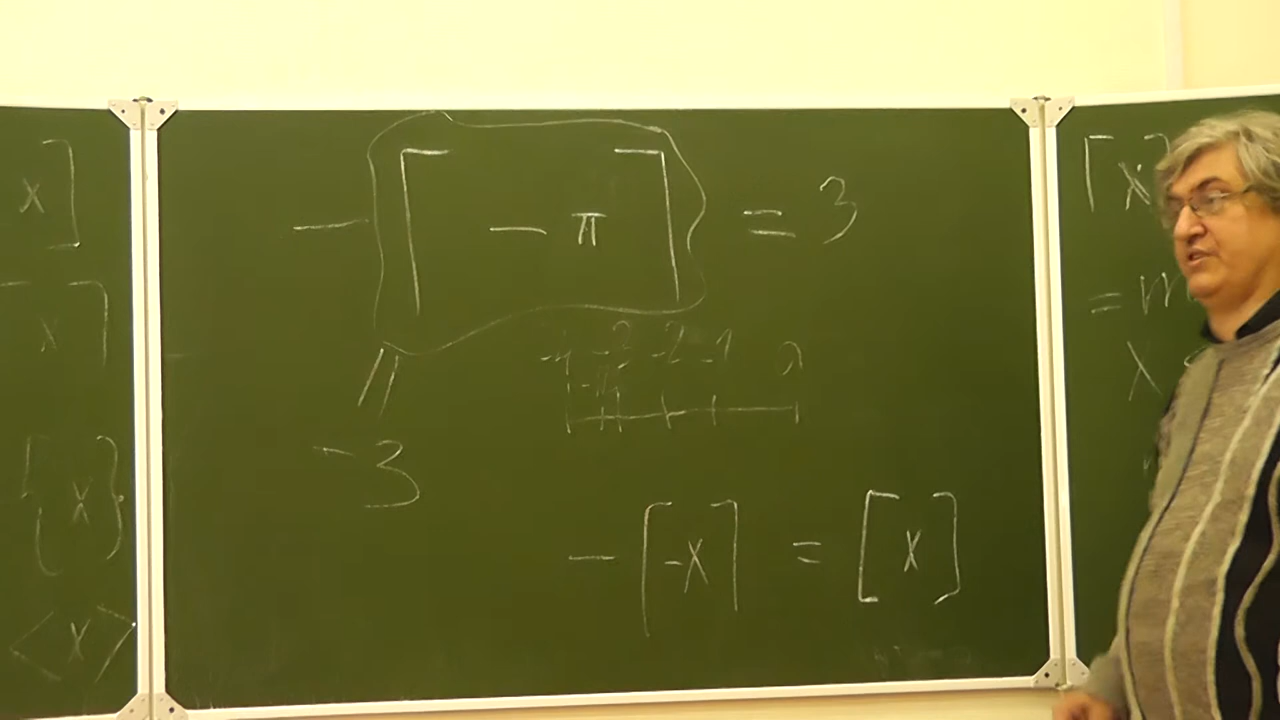 x]
⌈x⌉
{x}
<x>
- ⌈ - π ⌉ = 3
-4 -3 -2 -1 0
-π
-3
- ⌈-x⌉ = [x]
⌈x⌉
= m
x